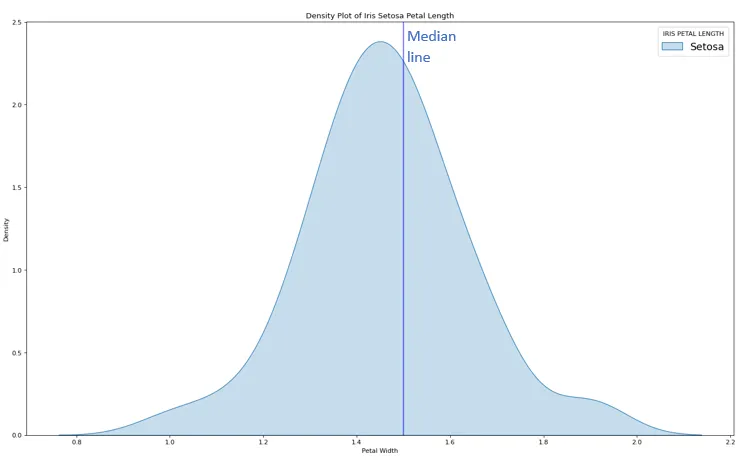 Density Plot of Iris Setosa Petal Length
2.5
2.0
1.5
1.0
0.5
0.0
Density
Median
line
IRIS PETAL LENGTH
Setosa
0.8 1.0 1.2 1.4 1.6 1.8 2.0 2.2
Petal Width